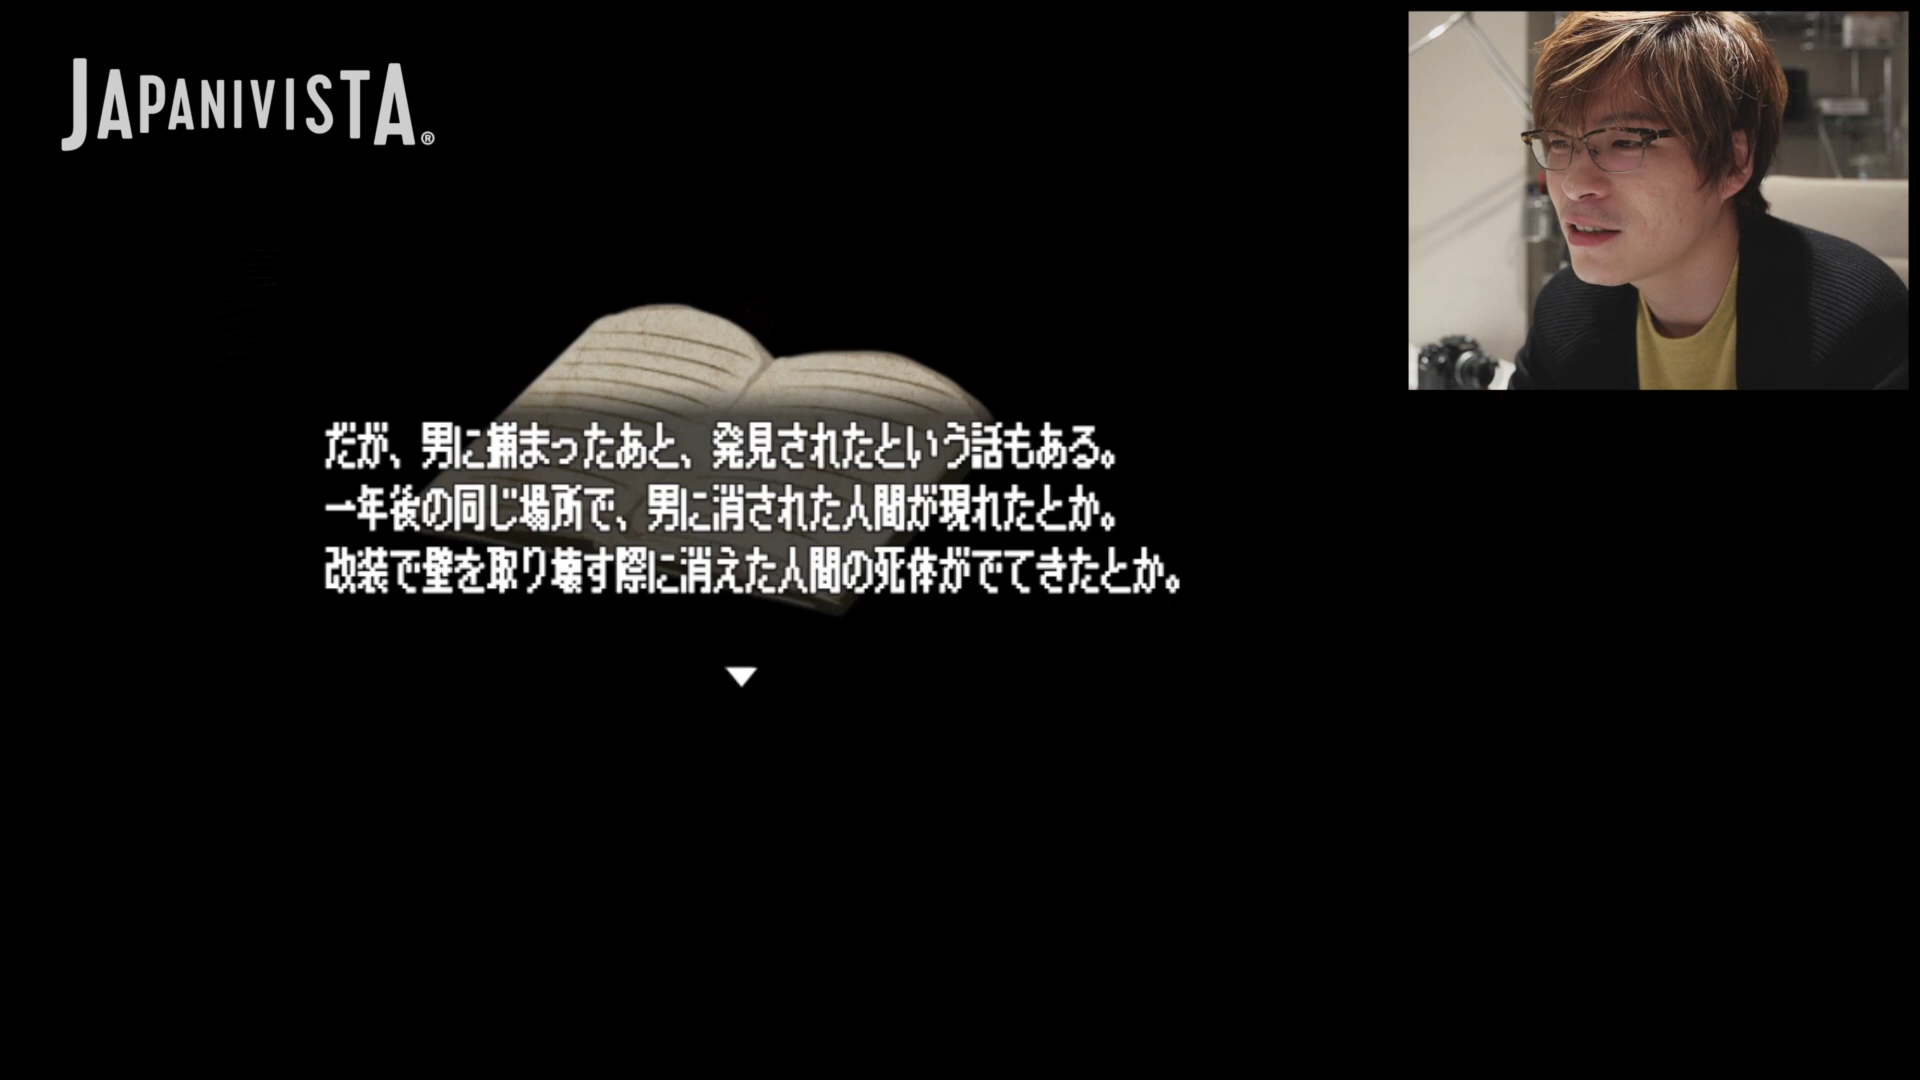 JAPANIVISTA®
だが、男に捕まったあと、発見されたという話もある。
一年後の同じ場所で、男に消された人間が現れたとか。
改装で壁を取り壊す際に消えた人間の死体がでてきたとか。